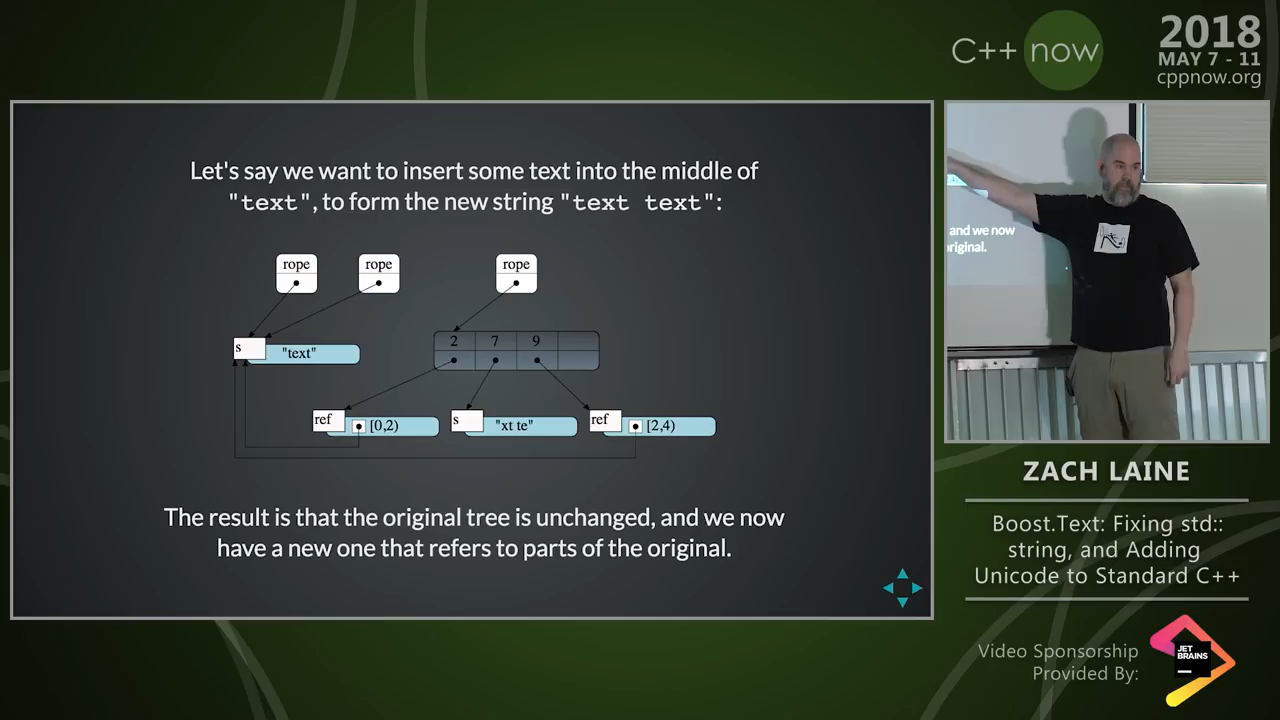 C++ now
2018
MAY 7 - 11
cppnow.org
Let's say we want to insert some text into the middle of
"text", to form the new string "text text":
rope
rope
rope
s
"text"
2
7
9
ref
[0,2)
s
"xt te"
ref
[2,4)
The result is that the original tree is unchanged, and we now
have a new one that refers to parts of the original.
and we now
riginal.
ZACH LAINE
Boost.Text: Fixing std::
string, and Adding
Unicode to Standard C++
Video Sponsorship
Provided By:
JET
BRAINS